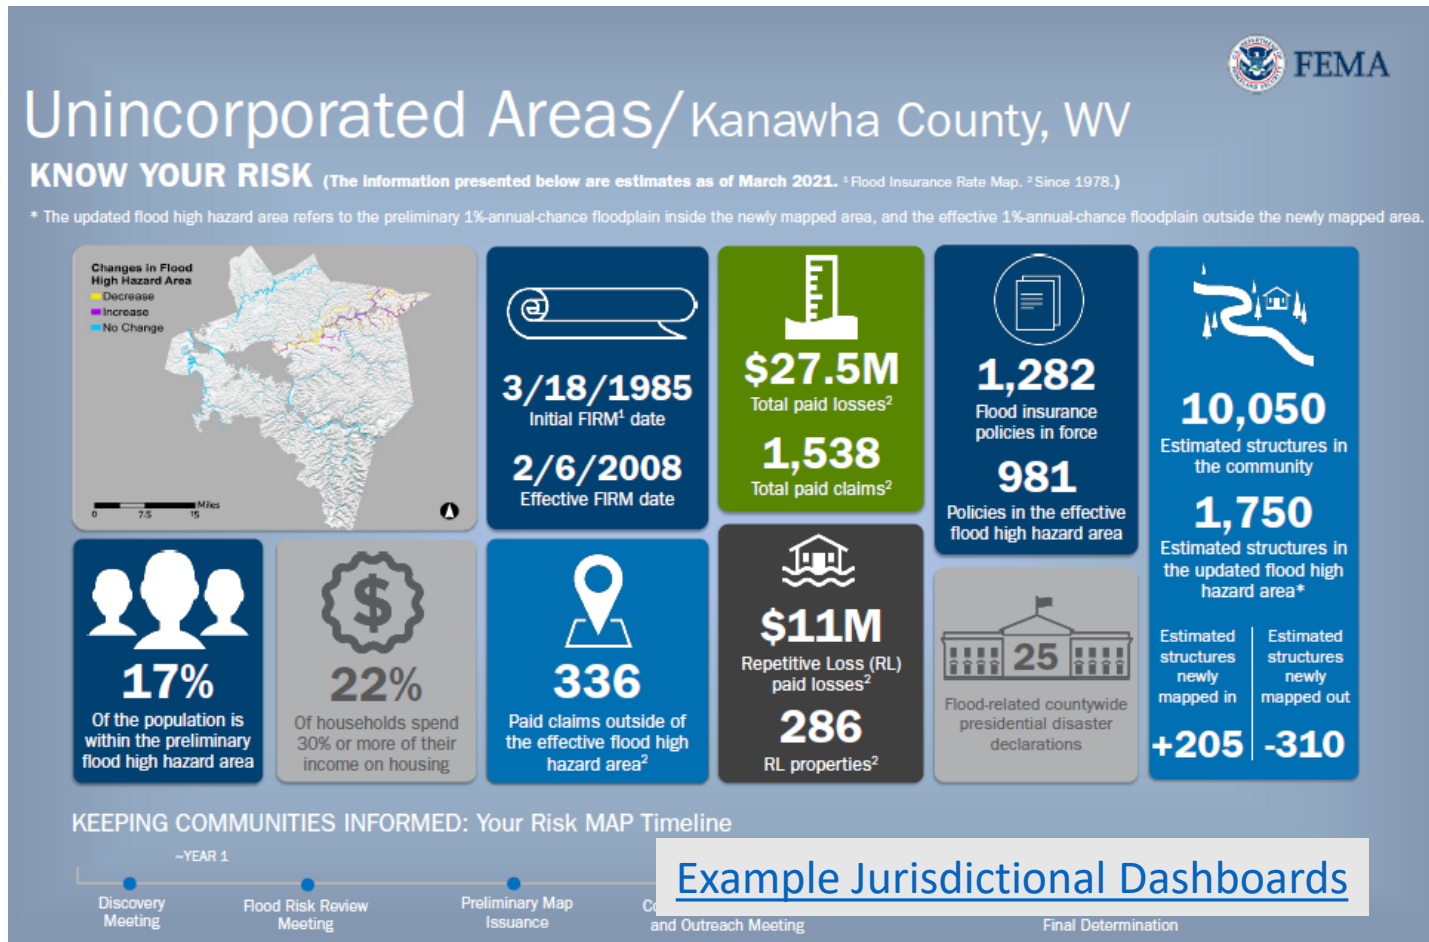 FEMA
Unincorporated Areas/Kanawha County, WV
KNOW YOUR RISK (The information presented below are estimates as of March 2021. ¹ Flood Insurance Rate Map. ² Since 1978.)
* The updated flood high hazard area refers to the preliminary 1%-annual-chance floodplain inside the newly mapped area, and the effective 1%-annual-chance floodplain outside the newly mapped area.
Changes in Flood
High Hazard Area
Decrease
Increase
No Change
Miles
0 7.5 15
3/18/1985
Initial FIRM¹ date
2/6/2008
Effective FIRM date
$27.5M
Total paid losses²
1,538
Total paid claims²
1,282
Flood insurance
policies in force
981
Policies in the effective
flood high hazard area
10,050
Estimated structures in
the community
1,750
Estimated structures in
the updated flood high
hazard area*
Estimated
structures
newly
mapped in
+205
Estimated
structures
newly
mapped out
-310
17%
Of the population is
within the preliminary
flood high hazard area
$
22%
Of households spend
30% or more of their
income on housing
336
Paid claims outside of
the effective flood high
hazard area²
$11M
Repetitive Loss (RL)
paid losses²
286
RL properties²
25
Flood-related countywide
presidential disaster
declarations
KEEPING COMMUNITIES INFORMED: Your Risk MAP Timeline
~YEAR 1
Discovery
Meeting
Flood Risk Review
Meeting
Preliminary Map
Issuance
and Outreach Meeting
Final Determination
Example Jurisdictional Dashboards